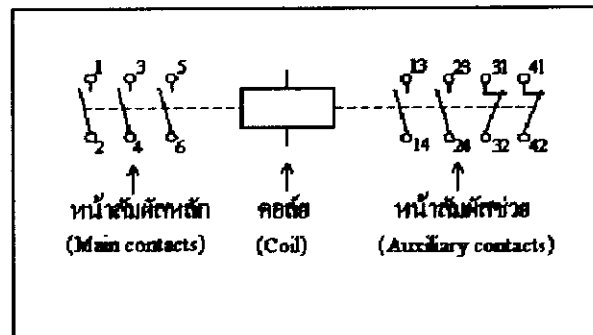 1 3 5 13 23 31 41
2 4 6 14 24 32 42
หน้าสัมผัสหลัก คอล์ย หน้าสัมผัสช่วย
(Main contacts) (Coil) (Auxiliary contacts)